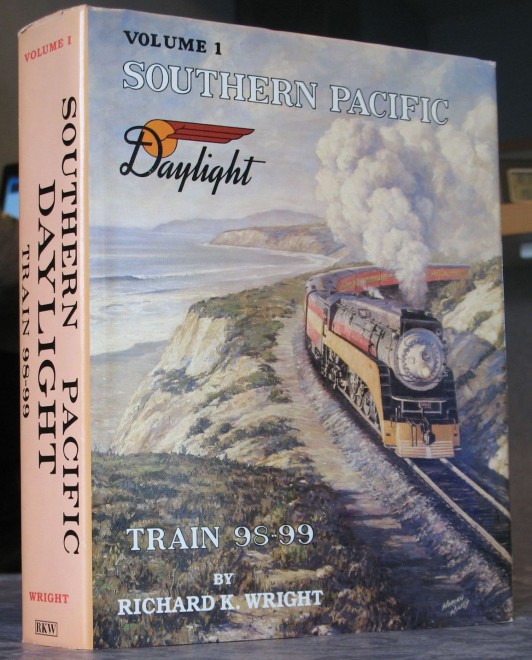 VOLUME I
SOUTHERN PACIFIC
DAYLIGHT
TRAIN 98-99
WRIGHT
RKW
VOLUME 1
SOUTHERN PACIFIC
Daylight
TRAIN 98-99
BY
RICHARD K. WRIGHT